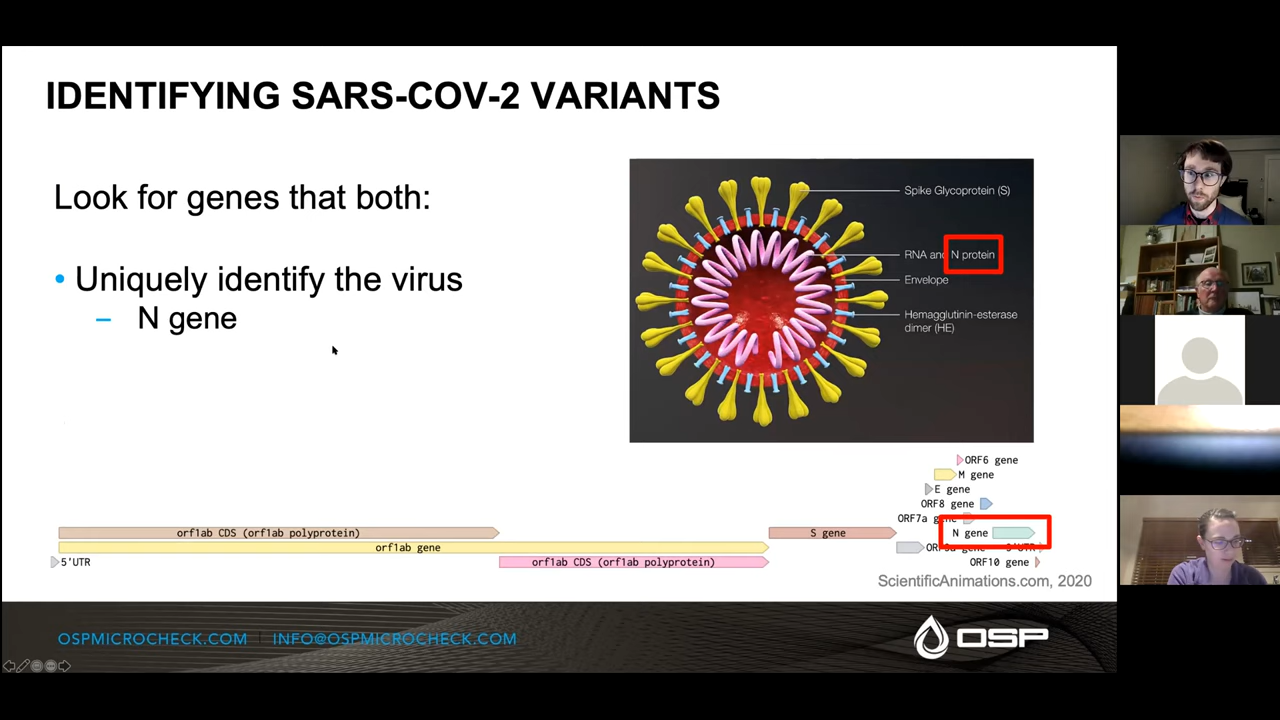 IDENTIFYING SARS-COV-2 VARIANTS
Look for genes that both:
• Uniquely identify the virus
– N gene
Spike Glycoprotein (S)
RNA and N protein
Envelope
Hemagglutinin-esterase
dimer (HE)
ORF6 gene
M gene
E gene
ORF8 gene
ORF7a gene
orf1ab CDS (orf1ab polyprotein)
S gene
N gene
orf1ab gene
5'UTR
orf1ab CDS (orf1ab polyprotein)
ORF10 gene
ScientificAnimations.com, 2020
OSPMICROCHECK.COM | INFO@OSPMICROCHECK.COM
OSP